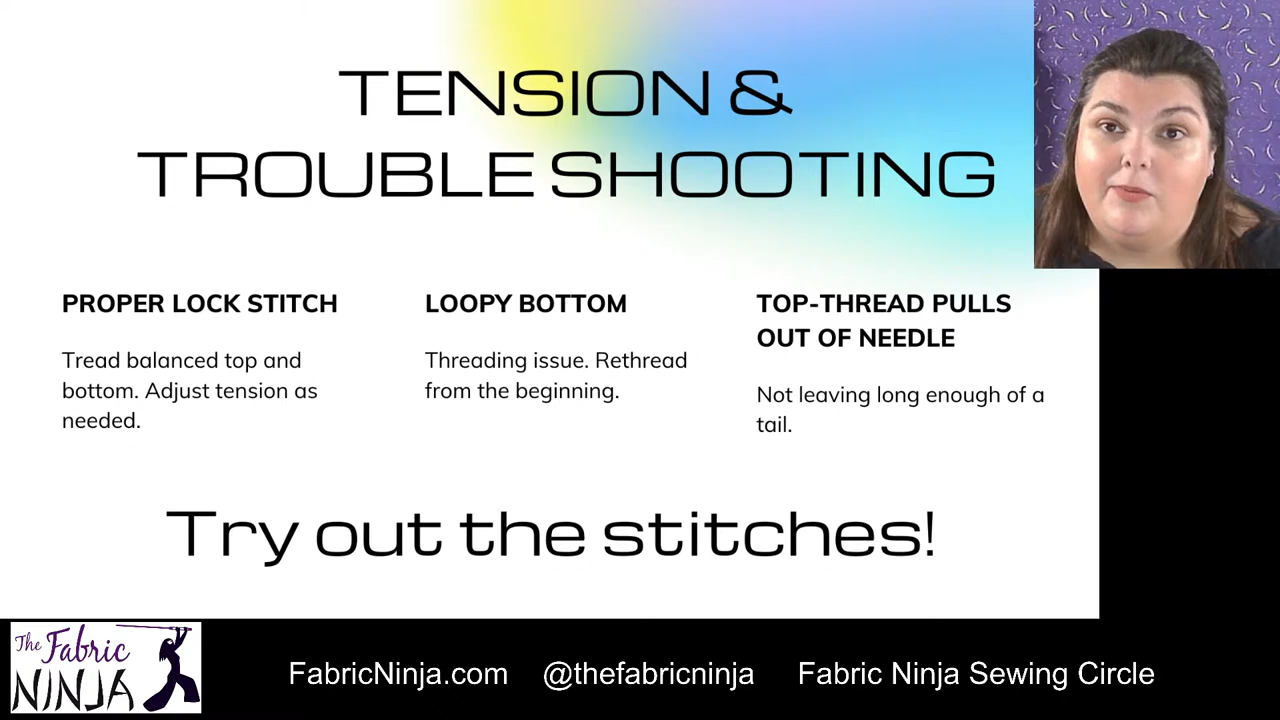 TENSION &
TROUBLE SHOOTING
PROPER LOCK STITCH
Tread balanced top and
bottom. Adjust tension as
needed.
LOOPY BOTTOM
Threading issue. Rethread
from the beginning.
TOP-THREAD PULLS
OUT OF NEEDLE
Not leaving long enough of a
tail.
Try out the stitches!
The Fabric
NINJA
FabricNinja.com @thefabricninja Fabric Ninja Sewing Circle